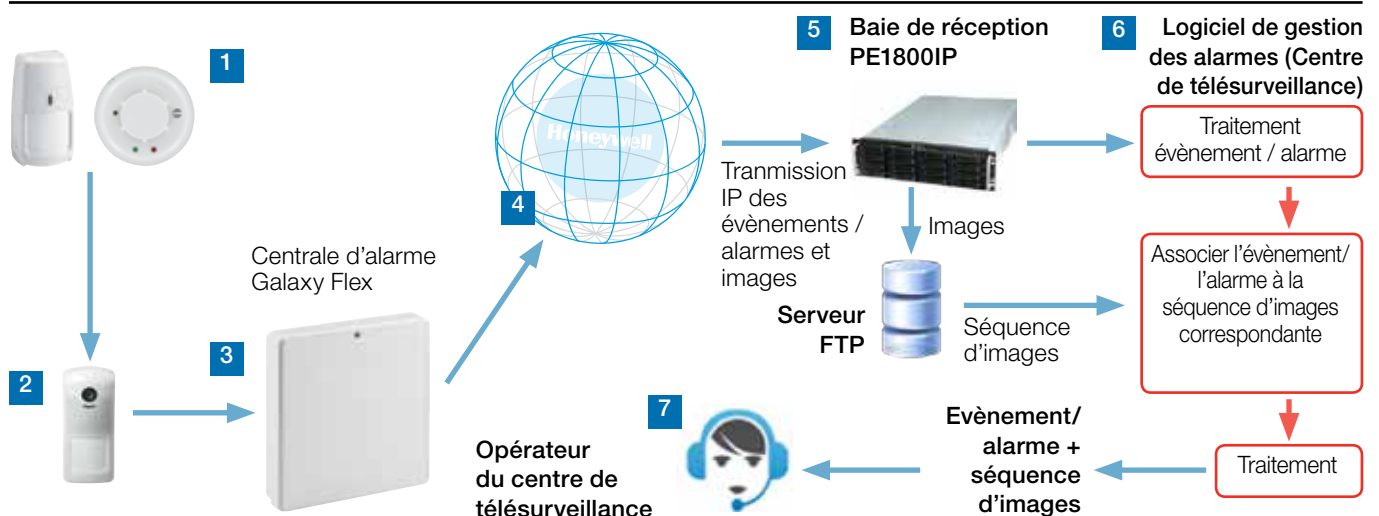 1
2
Centrale d'alarme
Galaxy Flex
3
4
Honeywell
Tranmission
IP des
évènements /
alarmes et
images
5
Baie de réception
PE1800IP
Images
Serveur
FTP
Séquence
d'images
6
Logiciel de gestion
des alarmes (Centre
de télésurveillance)
Traitement
évènement / alarme
Associer l'évènement/
l'alarme à la
séquence d'images
correspondante
Traitement
Evènement/
alarme +
séquence
d'images
7
Opérateur
du centre de
télésurveillance